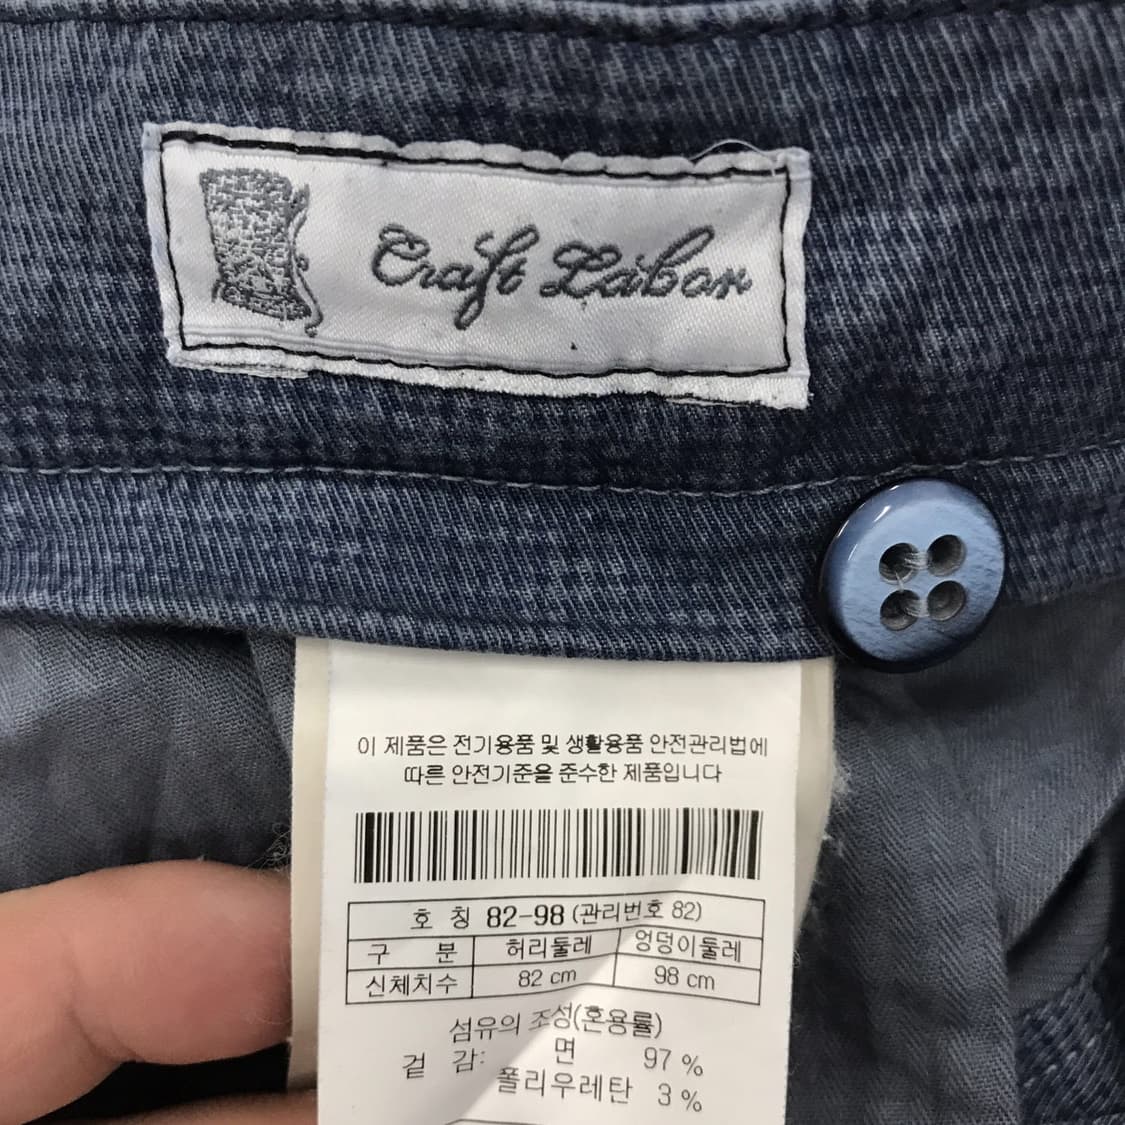 Craft Labor
이 제품은 전기용품 및 생활용품 안전관리법에
따른 안전기준을 준수한 제품입니다
호 칭 82-98 (관리번호 82)
구 분 허리둘레 엉덩이둘레
신체치수 82 cm 98 cm
섬유의 조성(혼용률)
겉 감: 면 97 %
폴리우레탄 3 %